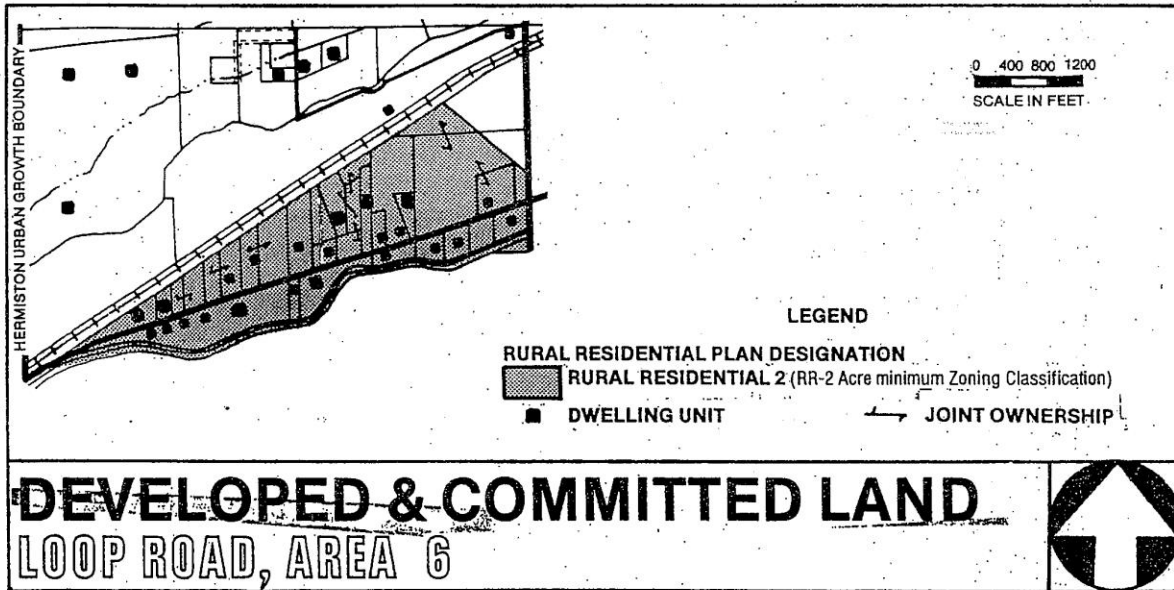 HERMISTON URBAN GROWTH BOUNDARY
0 400 800 1200
SCALE IN FEET
LEGEND
RURAL RESIDENTIAL PLAN DESIGNATION
RURAL RESIDENTIAL 2 (RR-2 Acre minimum Zoning Classification)
DWELLING UNIT
JOINT OWNERSHIP
DEVELOPED & COMMITTED LAND
LOOP ROAD, AREA 6